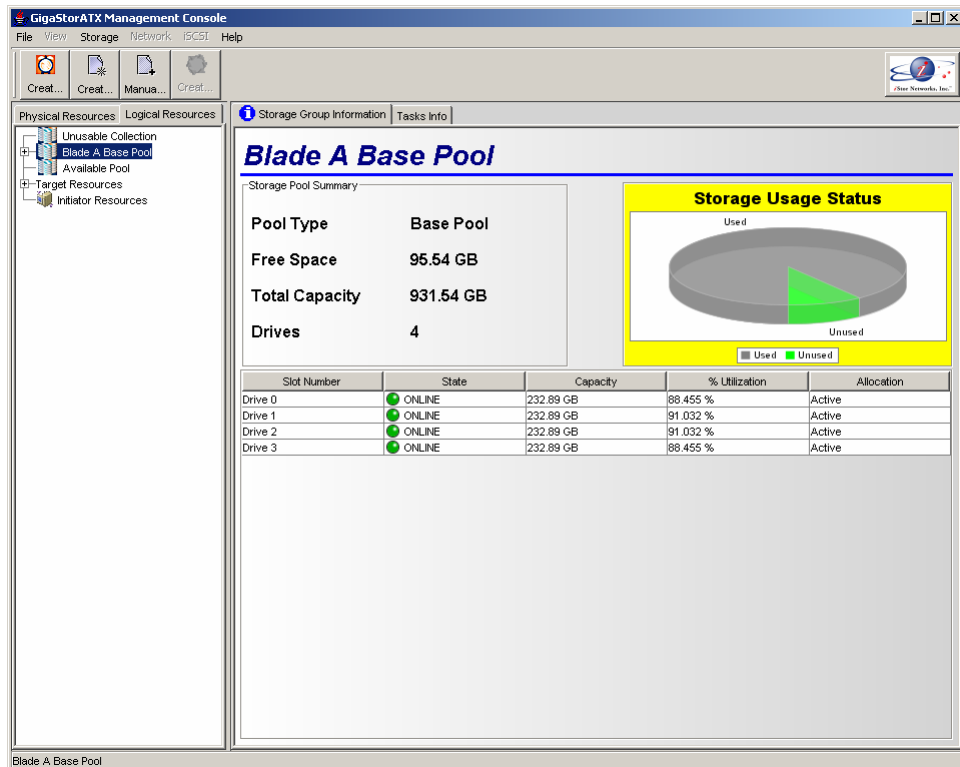 GigaStorATX Management Console
File View Storage Network iSCSI Help
Creat... Creat... Manua... Creat...
iStor Networks, Inc.
Physical Resources Logical Resources
Unusable Collection
Blade A Base Pool
Available Pool
Target Resources
Initiator Resources
Storage Group Information Tasks Info
Blade A Base Pool
Storage Pool Summary
Pool Type Base Pool
Free Space 95.54 GB
Total Capacity 931.54 GB
Drives 4
Storage Usage Status
Used
Unused
Used Unused
Slot Number State Capacity % Utilization Allocation
Drive 0 ONLINE 232.89 GB 88.455 % Active
Drive 1 ONLINE 232.89 GB 91.032 % Active
Drive 2 ONLINE 232.89 GB 91.032 % Active
Drive 3 ONLINE 232.89 GB 88.455 % Active
Blade A Base Pool